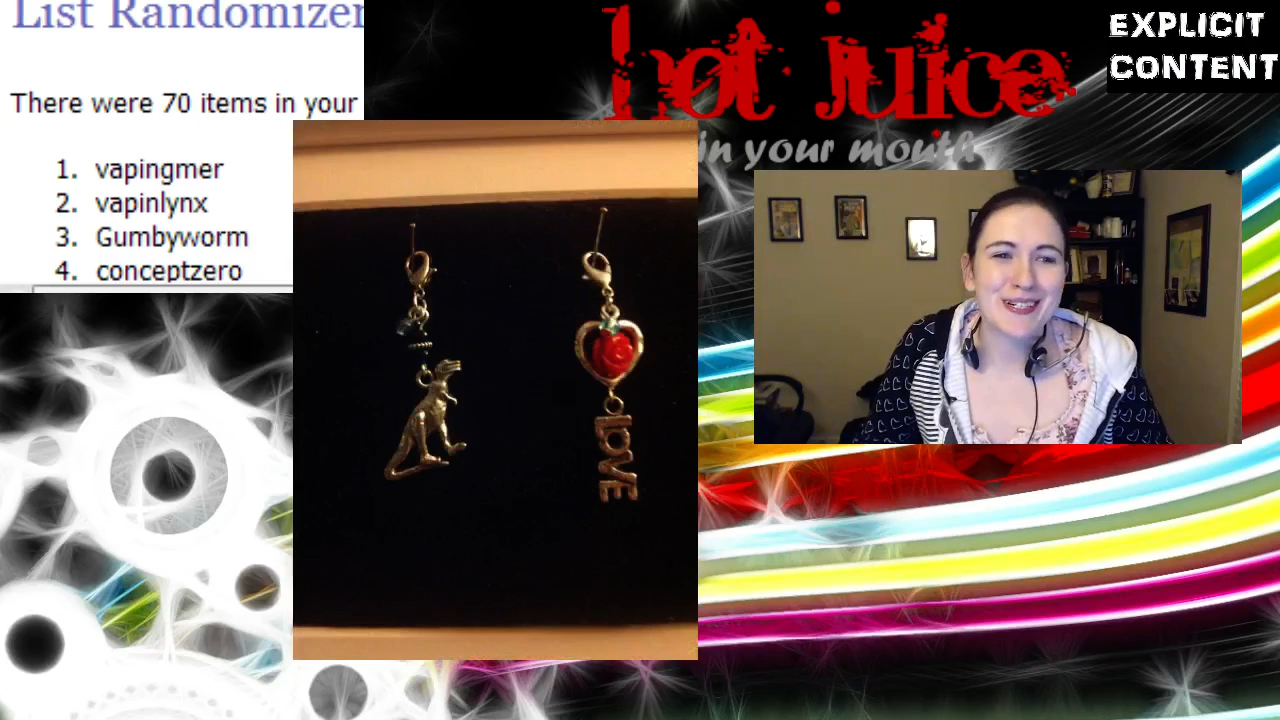 List Randomizer
There were 70 items in your
1. vapingmer
2. vapinlynx
3. Gumbyworm
4. conceptzero
hot juice
in your mouth
EXPLICIT
CONTENT
LOVE